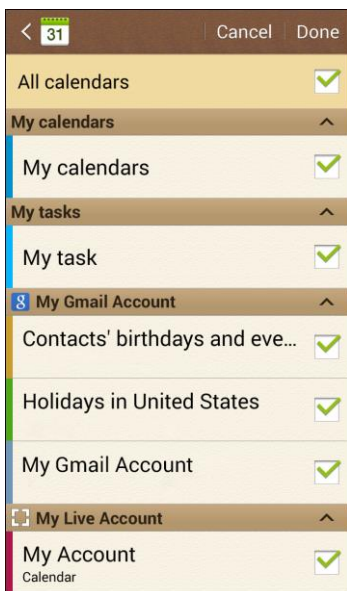 31 Cancel Done
All calendars
My calendars
My calendars
My tasks
My task
8 My Gmail Account
Contacts' birthdays and eve...
Holidays in United States
My Gmail Account
My Live Account
My Account
Calendar